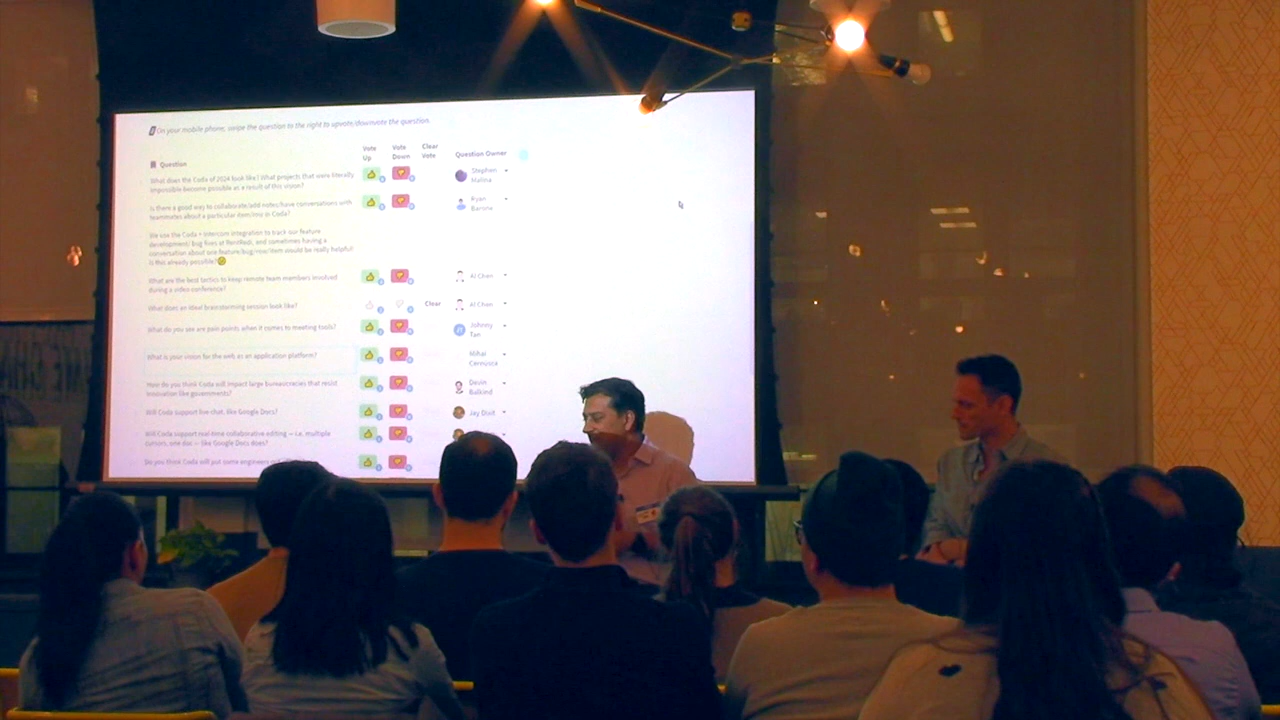 On your mobile phone, swipe the question to the right to upvote/downvote the question.
Question
Vote Up
Vote Down
Clear Vote
Question Owner
What does the Coda of 2024 look like? What projects that were literally
impossible become possible as a result of this vision?
Stephen
Is there a good way to collaborate/add notes/have conversations with
teammates about a particular item/row in Coda?
Ryan
We use the Coda + Intercom integration to track our feature
development/ bug fixes at RentRedi, and sometimes having a
conversation about one feature/bug/row/item would be really helpful!
Is this already possible?
What are the best tactics to keep remote team members involved
during a video conference?
Al Chen
What does an ideal brainstorming session look like?
Clear
Al Chen
What do you see are pain points when it comes to meeting tools?
Johnny
Tan
What is your vision for the web as an application platform?
Mihai
How do you think Coda will impact large bureaucracies that resist
innovation like governments?
Devin
Balkind
Will Coda support live chat, like Google Docs?
Jay Dixit
Will Coda support real-time collaborative editing — i.e. multiple
cursors, one doc — like Google Docs does?
Do you think Coda will put some engineers out